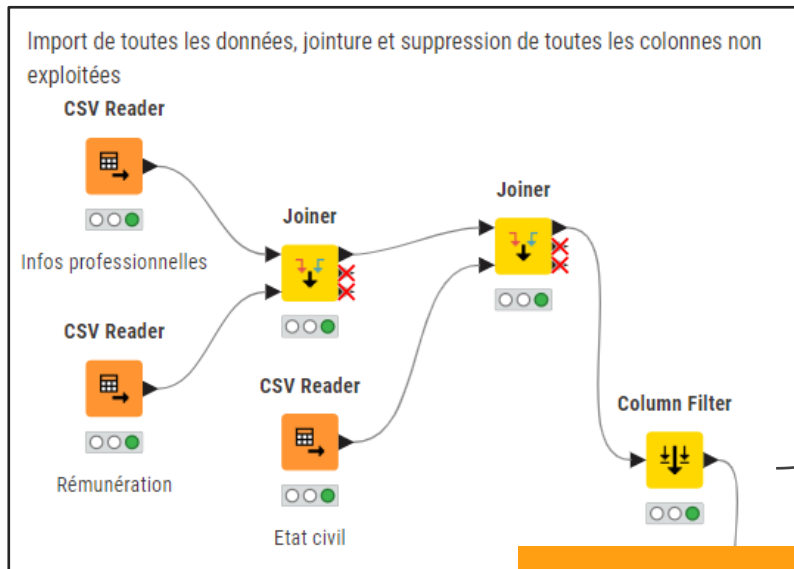 Import de toutes les données, jointure et suppression de toutes les colonnes non
exploitées
CSV Reader
Infos professionnelles
Joiner
Joiner
CSV Reader
Rémunération
CSV Reader
Etat civil
Column Filter